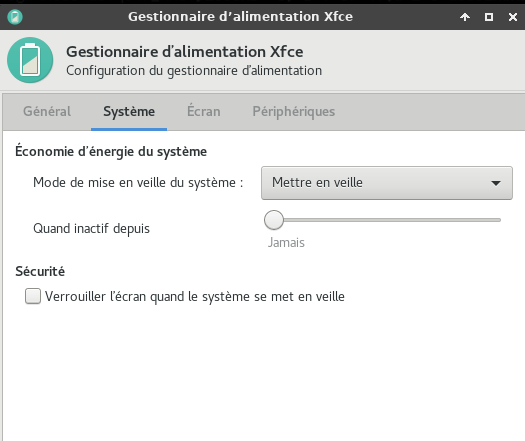 Gestionnaire d’alimentation Xfce
Gestionnaire d'alimentation Xfce
Configuration du gestionnaire d'alimentation
Général Système Écran Périphériques
Économie d'énergie du système
Mode de mise en veille du système : Mettre en veille
Quand inactif depuis
Jamais
Sécurité
Verrouiller l'écran quand le système se met en veille